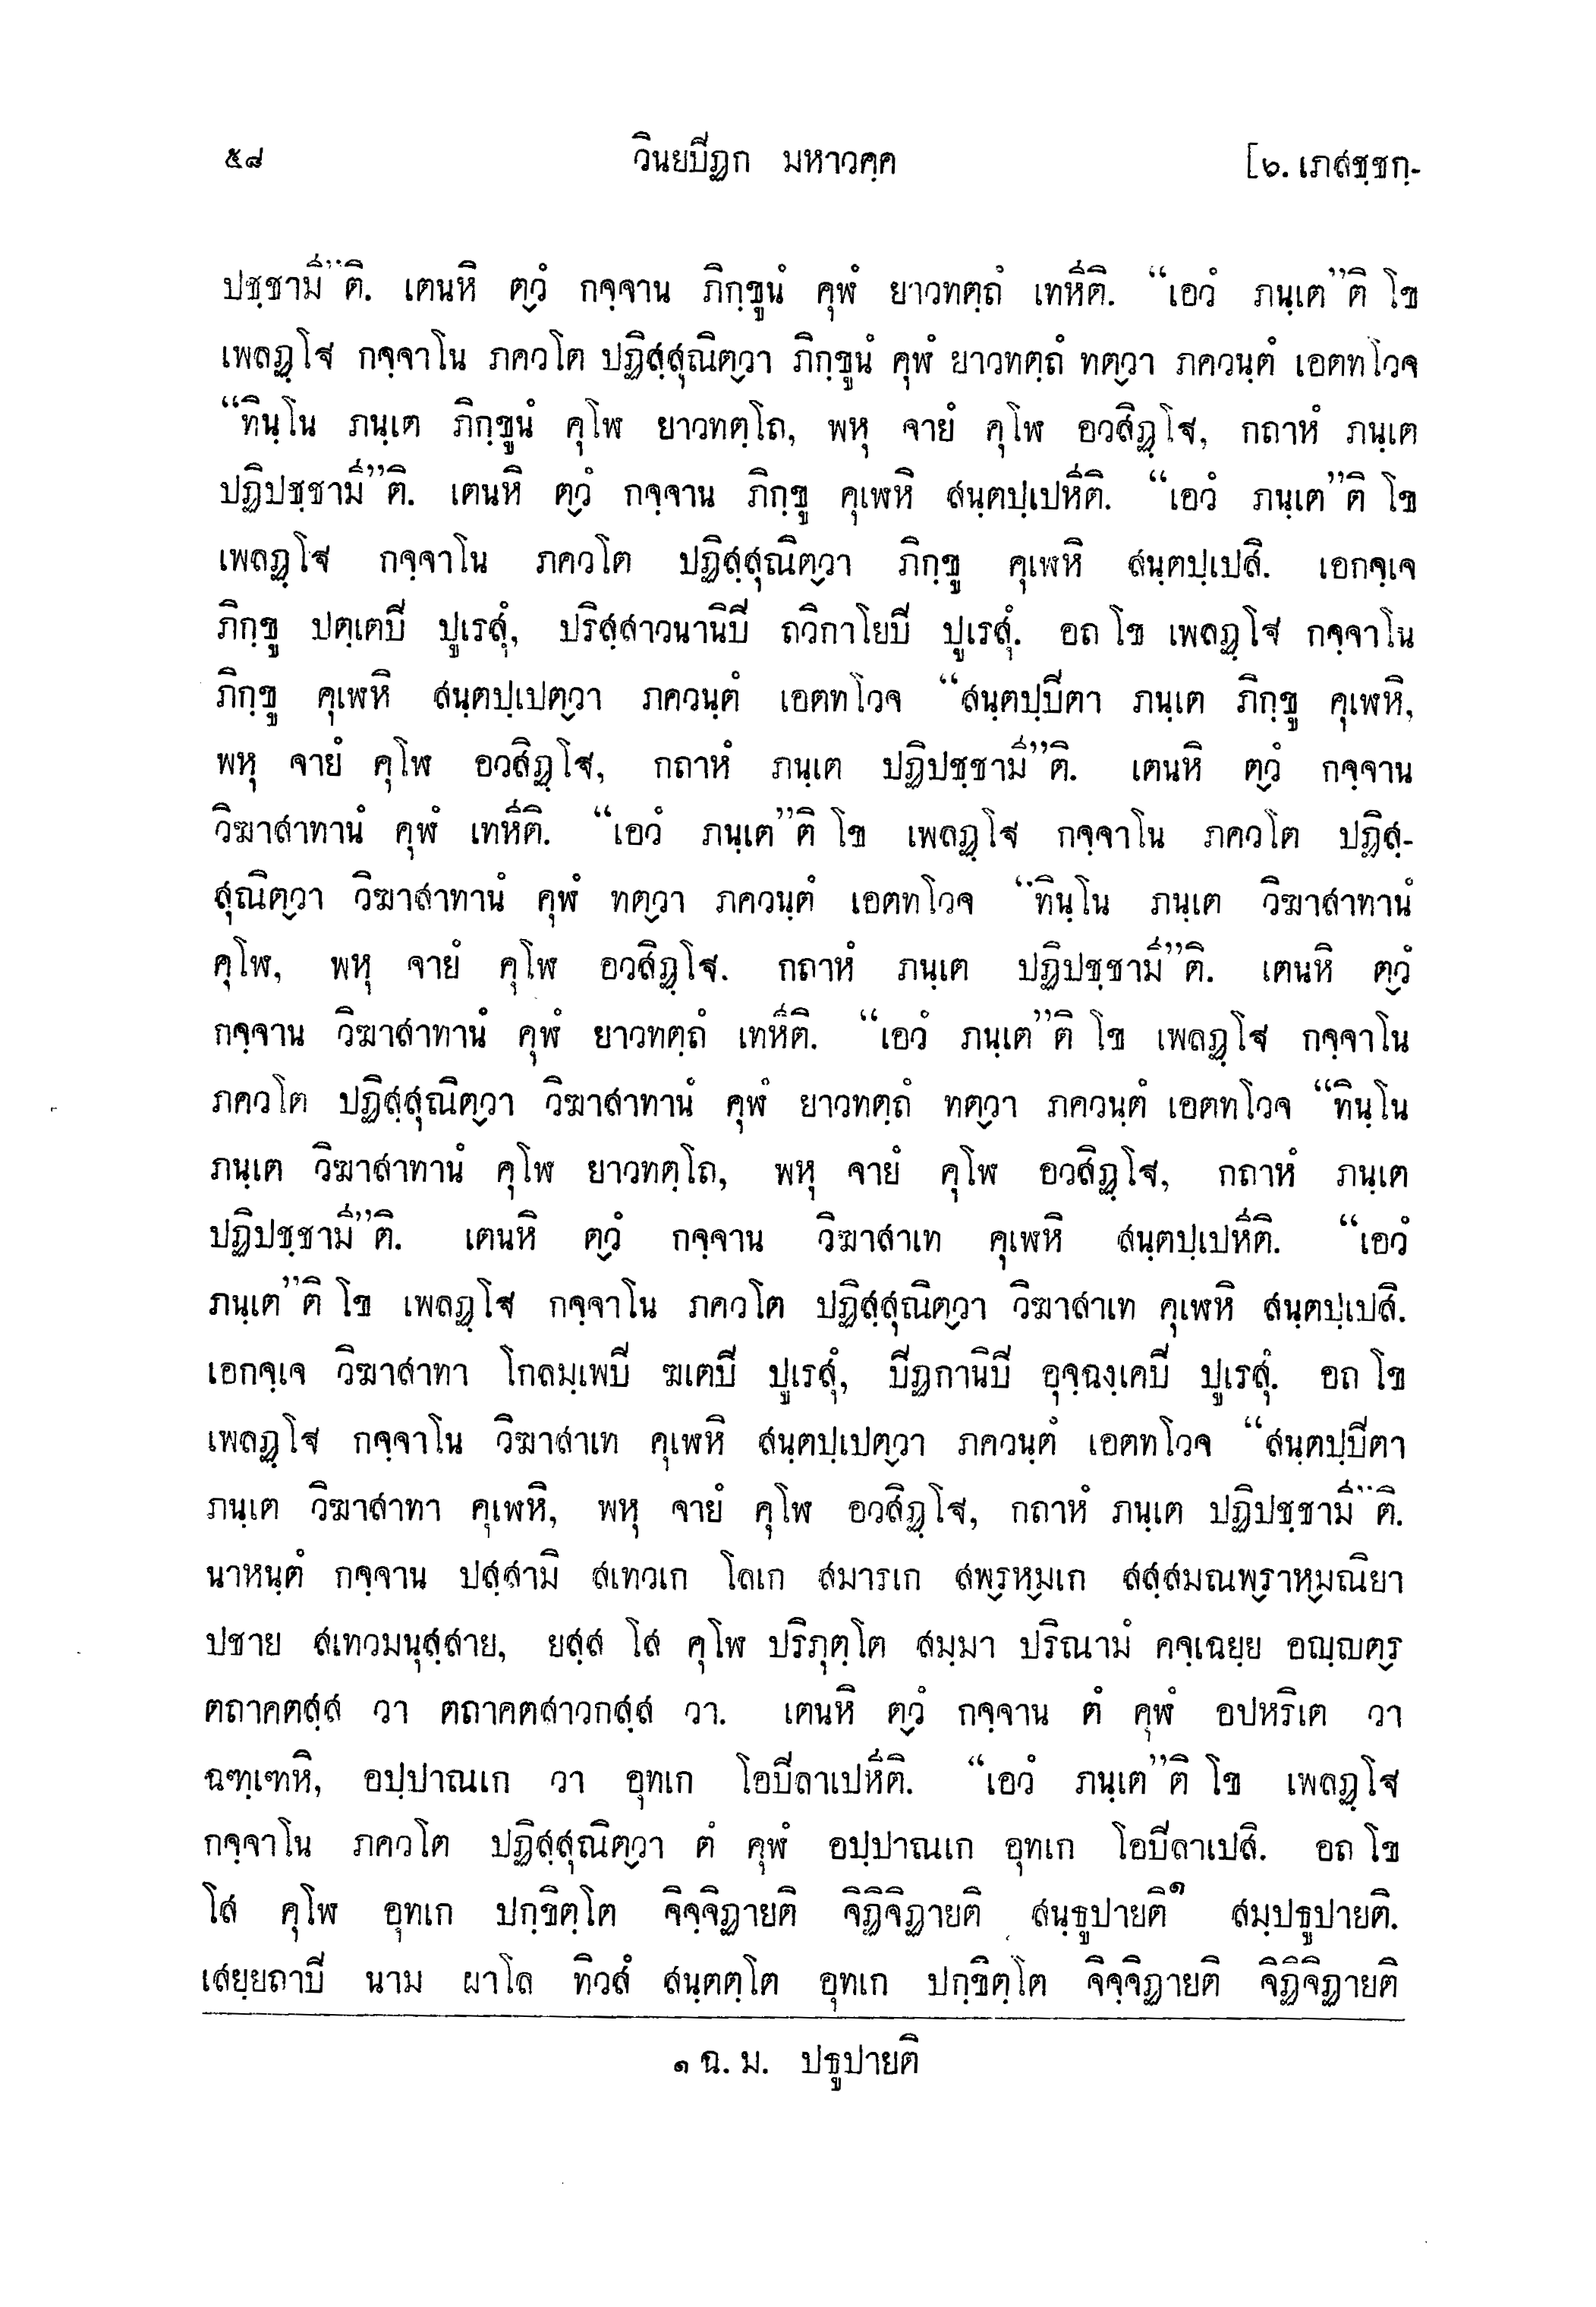 ๕๘ วินยปิฏก มหาวคฺค [๖. เภสชฺชกฺ-
ปชฺชามี”ติ. เตนหิ ตฺวํ กจฺจาน ภิกฺขูนํ คุฬํ ยาวทตฺถํ เทหีติ. “เอวํ ภนฺเต”ติ โข
เพลฏฺโฐ กจฺจาโน ภควโต ปฏิสฺสุณิตฺวา ภิกฺขูนํ คุฬํ ยาวทตฺถํ ทตฺวา ภควนฺตํ เอตทโวจ
“ทินฺโน ภนฺเต ภิกฺขูนํ คุโฬ ยาวทตฺโถ, พหุ จายํ คุโฬ อวสิฏฺโฐ, กถาหํ ภนฺเต
ปฏิปชฺชามี”ติ. เตนหิ ตฺวํ กจฺจาน ภิกฺขู คุเฬหิ สนฺตปฺเปหีติ. “เอวํ ภนฺเต”ติ โข
เพลฏฺโฐ กจฺจาโน ภควโต ปฏิสฺสุณิตฺวา ภิกฺขู คุเฬหิ สนฺตปฺเปสิ. เอกจฺเจ
ภิกฺขู ปตฺเตปิ ปูเรสุํ, ปริสฺสาวนานิปิ ถวิกาโยปิ ปูเรสุํ. อถ โข เพลฏฺโฐ กจฺจาโน
ภิกฺขู คุเฬหิ สนฺตปฺเปตฺวา ภควนฺตํ เอตทโวจ “สนฺตปฺปิตา ภนฺเต ภิกฺขู คุเฬหิ,
พหุ จายํ คุโฬ อวสิฏฺโฐ, กถาหํ ภนฺเต ปฏิปชฺชามี”ติ. เตนหิ ตฺวํ กจฺจาน
วิฆาสาทานํ คุฬํ เทหีติ. “เอวํ ภนฺเต”ติ โข เพลฏฺโฐ กจฺจาโน ภควโต ปฏิสฺ-
สุณิตฺวา วิฆาสาทานํ คุฬํ ทตฺวา ภควนฺตํ เอตทโวจ “ทินฺโน ภนฺเต วิฆาสาทานํ
คุโฬ, พหุ จายํ คุโฬ อวสิฏฺโฐ. กถาหํ ภนฺเต ปฏิปชฺชามี”ติ. เตนหิ ตฺวํ
กจฺจาน วิฆาสาทานํ คุฬํ ยาวทตฺถํ เทหีติ. “เอวํ ภนฺเต”ติ โข เพลฏฺโฐ กจฺจาโน
ภควโต ปฏิสฺสุณิตฺวา วิฆาสาทานํ คุฬํ ยาวทตฺถํ ทตฺวา ภควนฺตํ เอตทโวจ “ทินฺโน
ภนฺเต วิฆาสาทานํ คุโฬ ยาวทตฺโถ, พหุ จายํ คุโฬ อวสิฏฺโฐ, กถาหํ ภนฺเต
ปฏิปชฺชามี”ติ. เตนหิ ตฺวํ กจฺจาน วิฆาสาเท คุเฬหิ สนฺตปฺเปหีติ. “เอวํ
ภนฺเต”ติ โข เพลฏฺโฐ กจฺจาโน ภควโต ปฏิสฺสุณิตฺวา วิฆาสาเท คุเฬหิ สนฺตปฺเปสิ.
เอกจฺเจ วิฆาสาทา โกลมฺเพปิ ฆเตปิ ปูเรสุํ, ปิฏกานิปิ อุจฺฉงฺเคปิ ปูเรสุํ. อถ โข
เพลฏฺโฐ กจฺจาโน วิฆาสาเท คุเฬหิ สนฺตปฺเปตฺวา ภควนฺตํ เอตทโวจ “สนฺตปฺปิตา
ภนฺเต วิฆาสาทา คุเฬหิ, พหุ จายํ คุโฬ อวสิฏฺโฐ, กถาหํ ภนฺเต ปฏิปชฺชามี”ติ.
นาหนฺตํ กจฺจาน ปสฺสามิ สเทวเก โลเก สมารเก สพฺรหฺมเก สสฺสมณพฺราหฺมณิยา
ปชาย สเทวมนุสฺสาย, ยสฺส โส คุโฬ ปริภุตฺโต สมฺมา ปริณามํ คจฺเฉยฺย อญฺญตฺร
ตถาคตสฺส วา ตถาคตสาวกสฺส วา. เตนหิ ตฺวํ กจฺจาน ตํ คุฬํ อปหริเต วา
ฉฑฺเฑหิ, อปฺปาณเก วา อุทเก โอปิลาเปหีติ. “เอวํ ภนฺเต”ติ โข เพลฏฺโฐ
กจฺจาโน ภควโต ปฏิสฺสุณิตฺวา ตํ คุฬํ อปฺปาณเก อุทเก โอปิลาเปสิ. อถ โข
โส คุโฬ อุทเก ปกฺขิตฺโต จิจฺจิฏายติ จิฏิจิฏายติ สนฺธูปายติ๑ สมฺปธูปายติ.
เสยฺยถาปิ นาม ผาโล ทิวสํ สนฺตตฺโต อุทเก ปกฺขิตฺโต จิจฺจิฏายติ จิฏิจิฏายติ
๑ ฉ. ม. ปธูปายติ